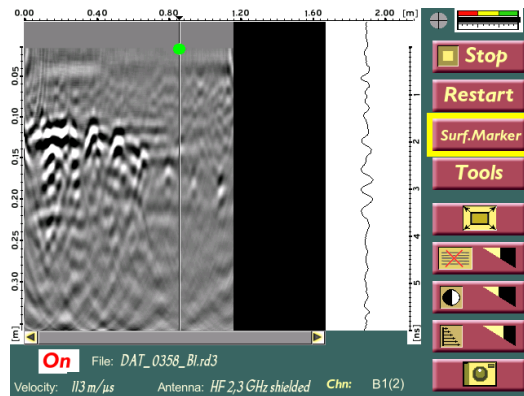 0.00 0.40 0.80 1.20 1.60 2.00 [m]
0.05
0.10
0.15
0.20
0.25
0.30
[m]
1
2
3
4
5
[ns]
Stop
Restart
Surf.Marker
Tools
On File: DAT_0358_B1.rd3
Velocity: 113 m/µs Antenna: HF 2,3 GHz shielded Chn: B1(2)